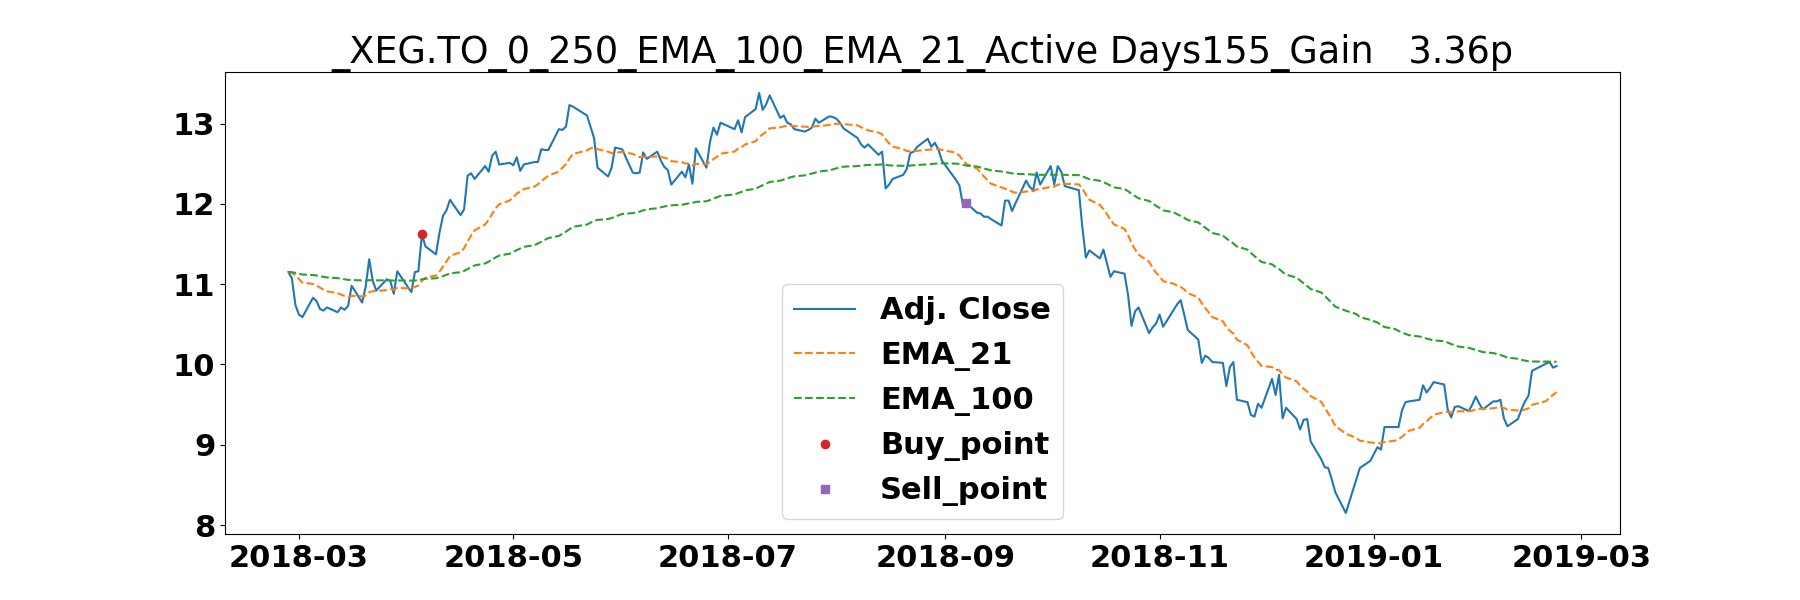 _XEG.TO_0_250_EMA_100_EMA_21_Active Days155_Gain   3.36p
13
12
11
10
9
8
Adj. Close
EMA_21
EMA_100
Buy_point
Sell_point
2018-03 2018-05 2018-07 2018-09 2018-11 2019-01 2019-03